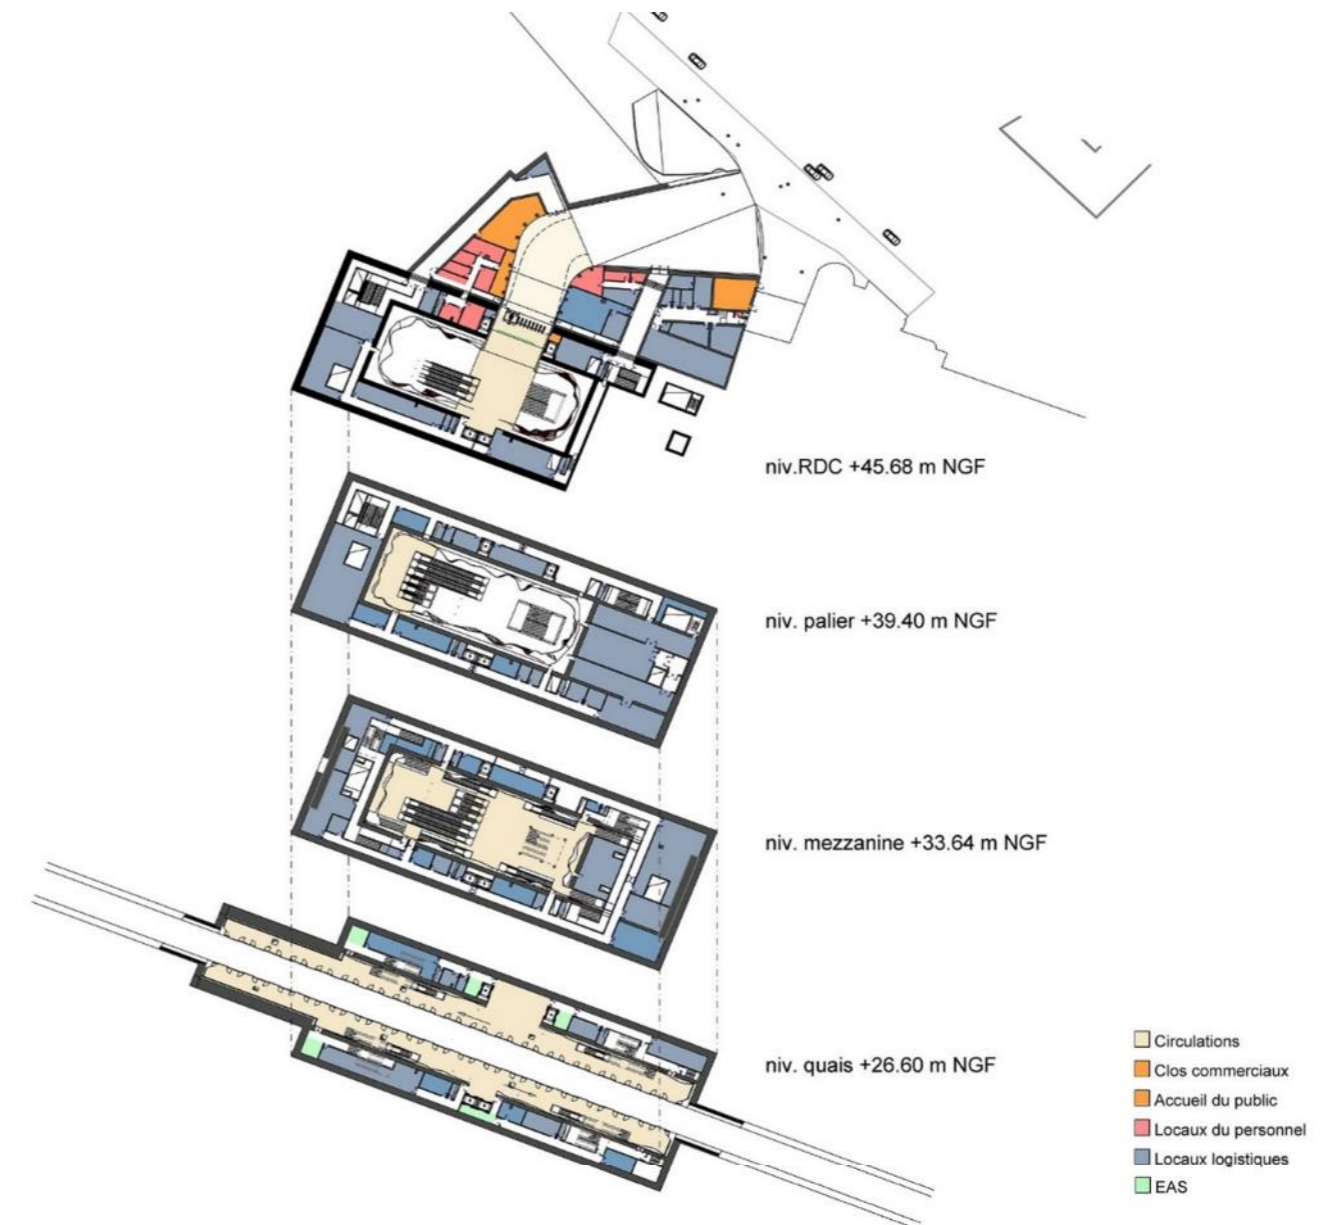 niv.RDC +45.68 m NGF
niv. palier +39.40 m NGF
niv. mezzanine +33.64 m NGF
niv. quais +26.60 m NGF
Circulations
Clos commerciaux
Accueil du public
Locaux du personnel
Locaux logistiques
EAS